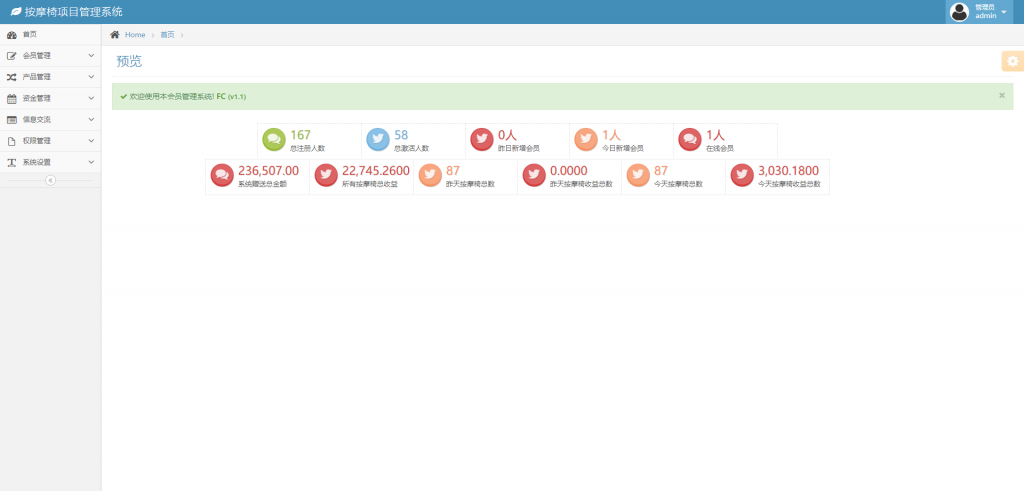 按摩椅项目管理系统
管理员
admin
首页
会员管理
产品管理
资金管理
信息交流
权限管理
系统设置
Home
首页
预览
欢迎使用本会员管理系统! FC (v1.1)
167
总注册人数
58
总激活人数
0人
昨日新增会员
1人
今日新增会员
1人
在线会员
236,507.00
系统赠送总金额
22,745.2600
所有按摩椅总收益
87
昨天按摩椅总数
0.0000
昨天按摩椅收益总数
87
今天按摩椅总数
3,030.1800
今天按摩椅收益总数